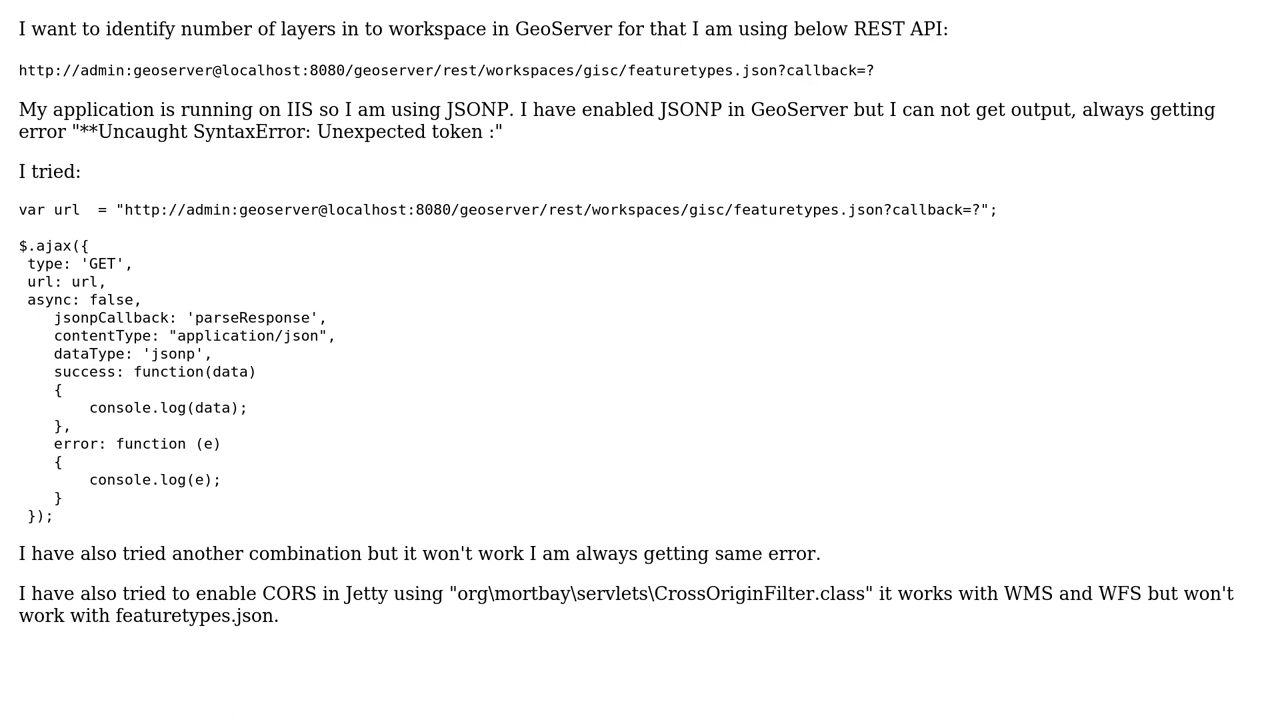 I want to identify number of layers in to workspace in GeoServer for that I am using below REST API:
http://admin:geoserver@localhost:8080/geoserver/rest/workspaces/gisc/featuretypes.json?callback=?
My application is running on IIS so I am using JSONP. I have enabled JSONP in GeoServer but I can not get output, always getting
error "**Uncaught SyntaxError: Unexpected token :"
I tried:
var url  = "http://admin:geoserver@localhost:8080/geoserver/rest/workspaces/gisc/featuretypes.json?callback=?";
$.ajax({
 type: 'GET',
 url: url,
 async: false,
    jsonpCallback: 'parseResponse',
    contentType: "application/json",
    dataType: 'jsonp',
    success: function(data)
    {
        console.log(data);
    },
    error: function (e)
    {
        console.log(e);
    }
 });
I have also tried another combination but it won't work I am always getting same error.
I have also tried to enable CORS in Jetty using "org\mortbay\servlets\CrossOriginFilter.class" it works with WMS and WFS but won't
work with featuretypes.json.